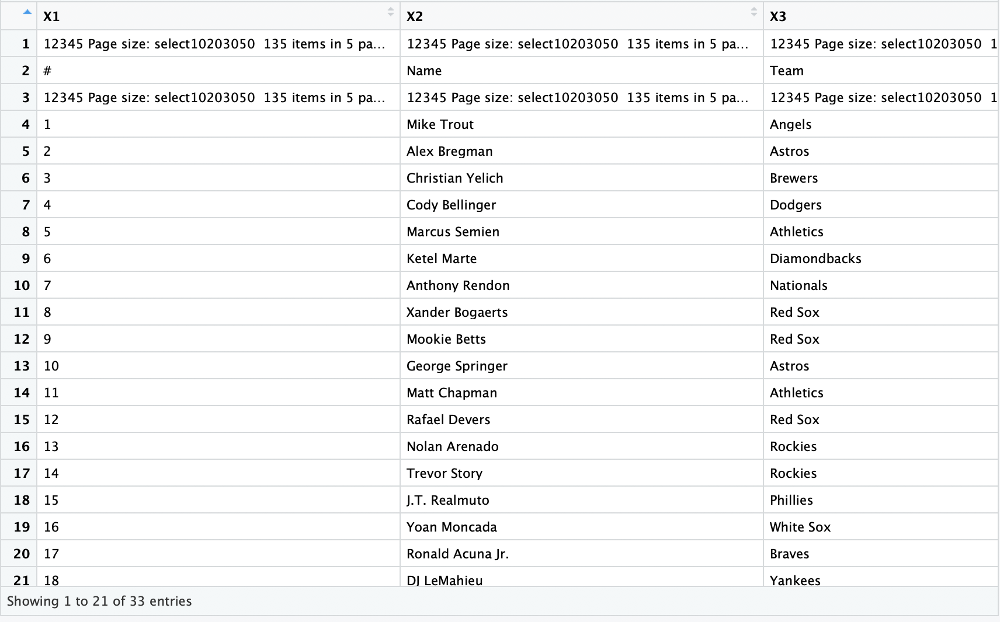 X1 X2 X3
1 12345 Page size: select10203050 135 items in 5 pa... 12345 Page size: select10203050 135 items in 5 pa... 12345 Page size: select10203050 1
2 # Name Team
3 12345 Page size: select10203050 135 items in 5 pa... 12345 Page size: select10203050 135 items in 5 pa... 12345 Page size: select10203050 1
4 1 Mike Trout Angels
5 2 Alex Bregman Astros
6 3 Christian Yelich Brewers
7 4 Cody Bellinger Dodgers
8 5 Marcus Semien Athletics
9 6 Ketel Marte Diamondbacks
10 7 Anthony Rendon Nationals
11 8 Xander Bogaerts Red Sox
12 9 Mookie Betts Red Sox
13 10 George Springer Astros
14 11 Matt Chapman Athletics
15 12 Rafael Devers Red Sox
16 13 Nolan Arenado Rockies
17 14 Trevor Story Rockies
18 15 J.T. Realmuto Phillies
19 16 Yoan Moncada White Sox
20 17 Ronald Acuna Jr. Braves
21 18 DJ LeMahieu Yankees
Showing 1 to 21 of 33 entries